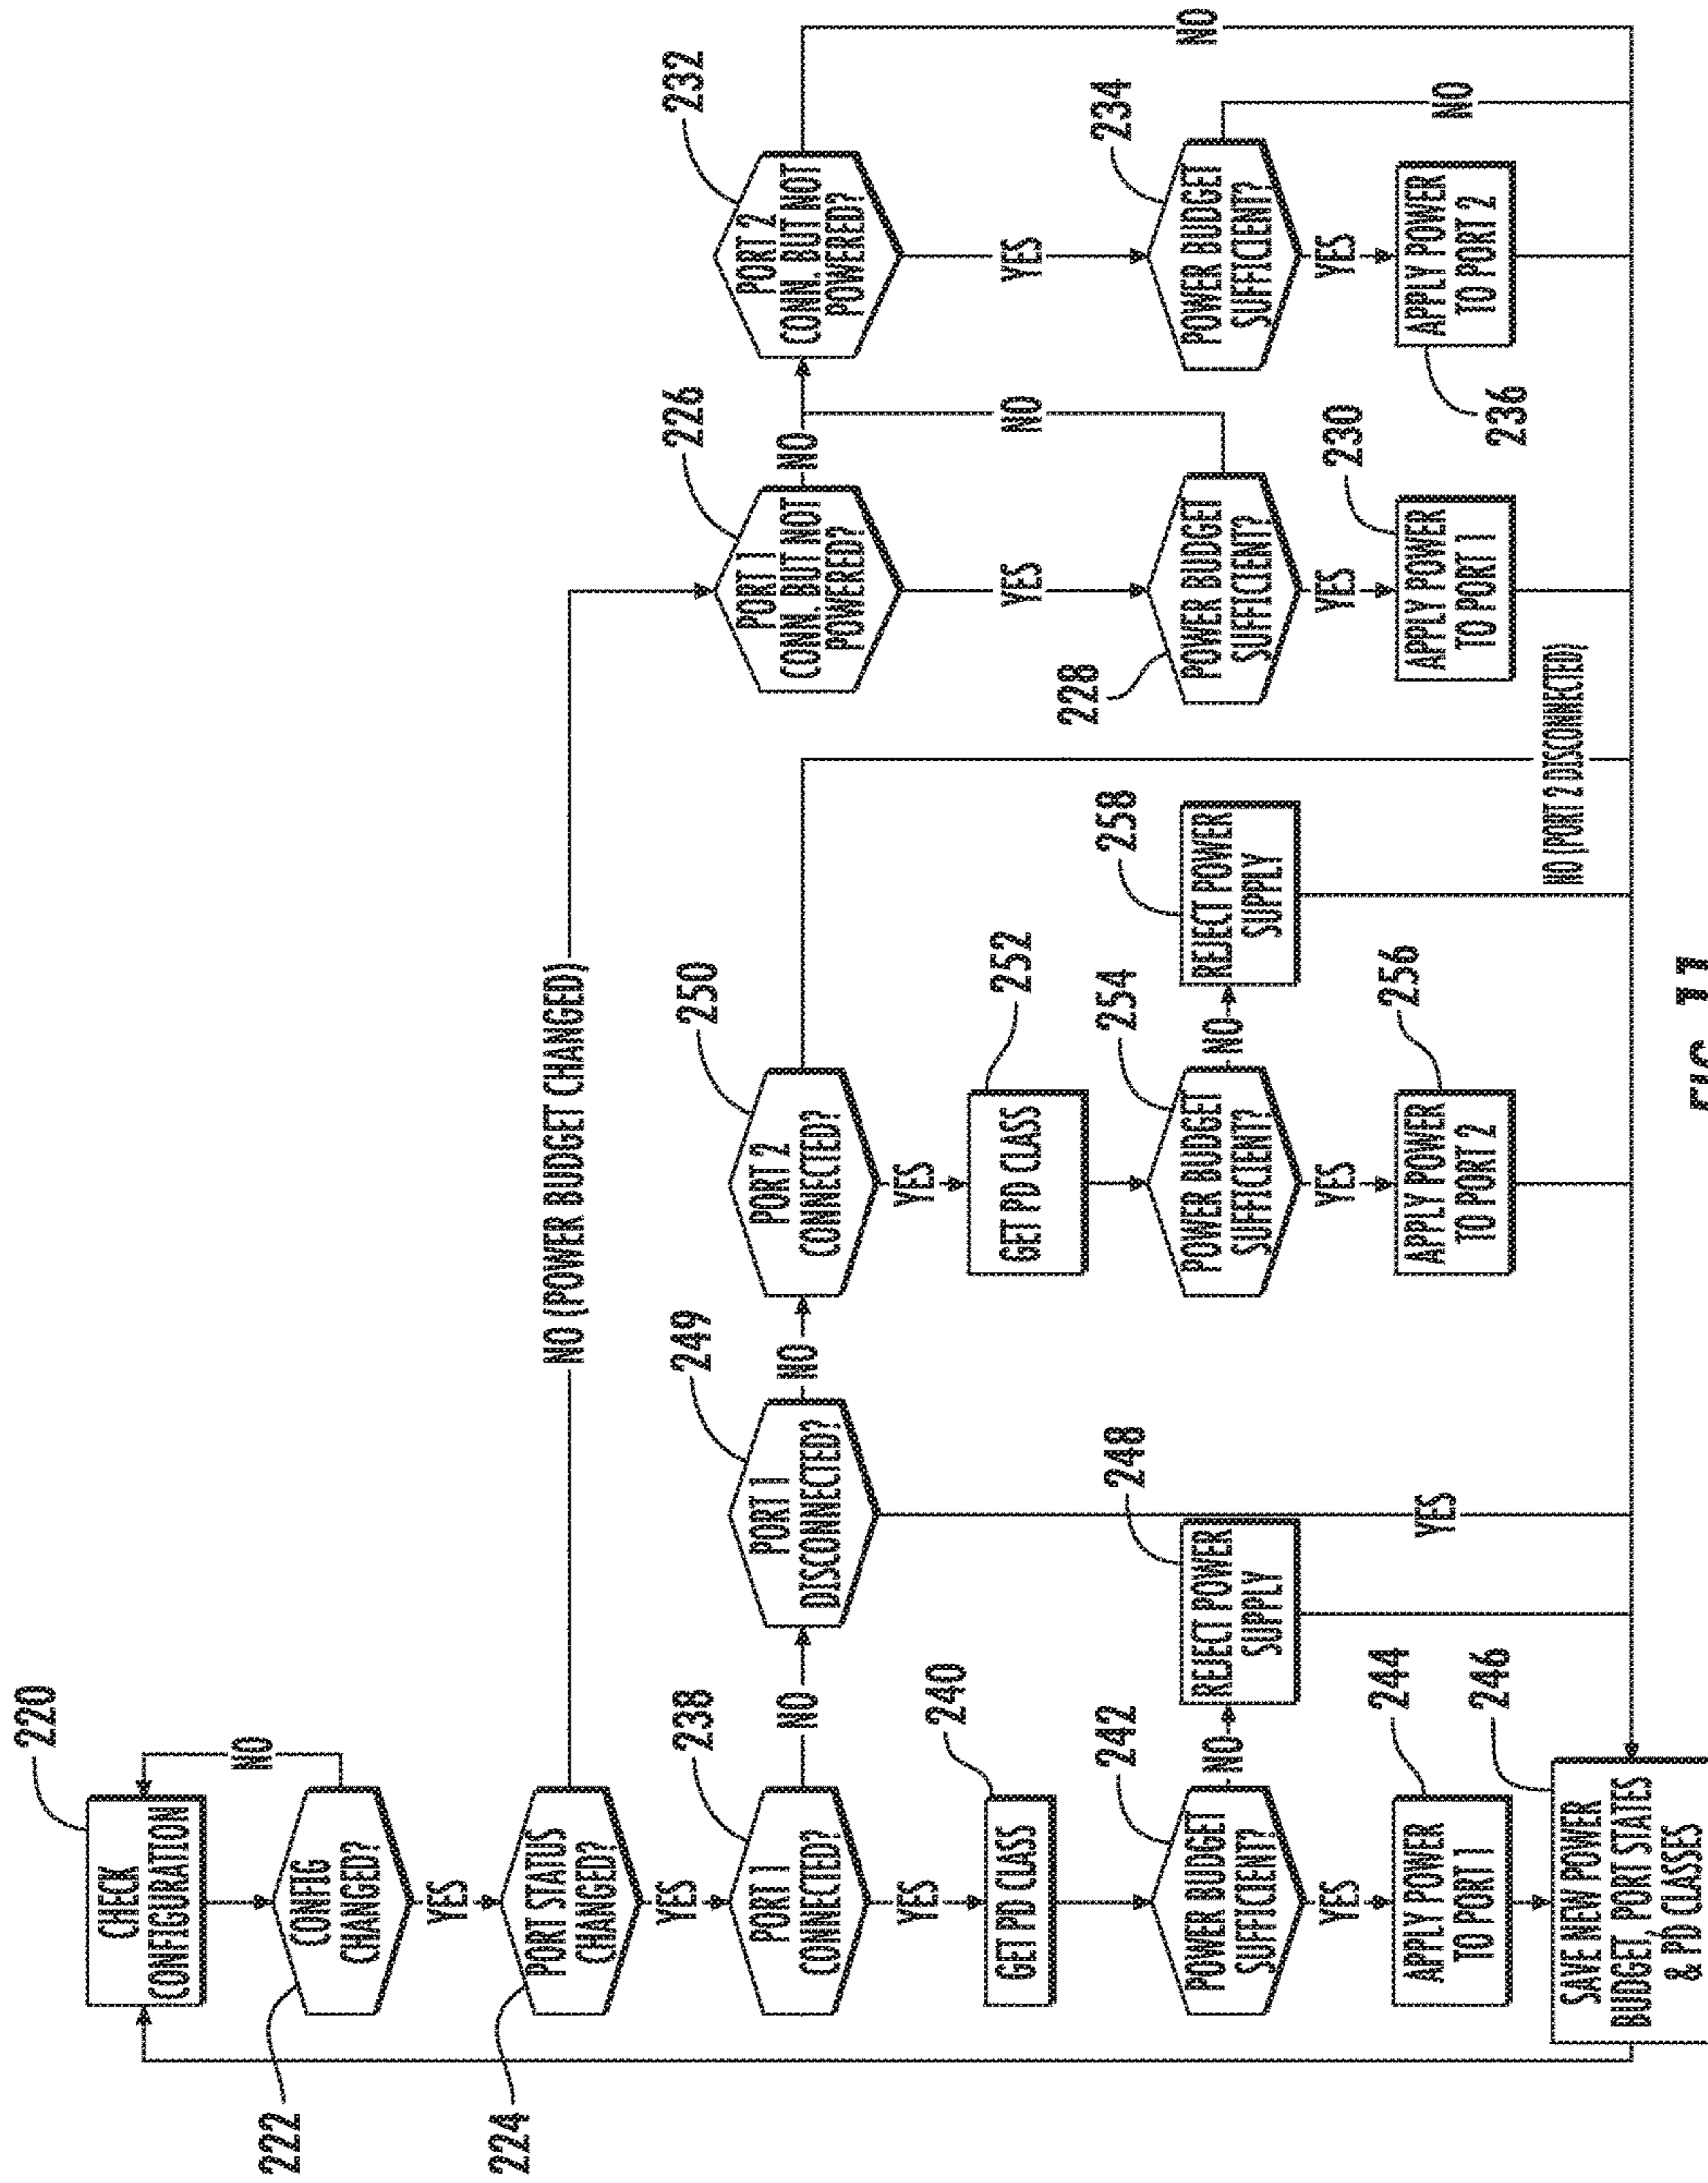 220
CHECK
CONFIGURATION
NO
222
CONFIG
CHANGED?
YES
224
PORT STATUS
CHANGED?
NO (POWER BUDGET CHANGED)
YES
238
PORT 1
CONNECTED?
NO
249
PORT 1
DISCONNECTED?
NO
YES
250
PORT 2
CONNECTED?
NO (PORT 2 DISCONNECTED)
YES
226
PORT 1
CONN. BUT NOT
POWERED?
NO
YES
232
PORT 2
CONN. BUT NOT
POWERED?
NO
YES
YES
240
GET PD CLASS
252
GET PD CLASS
242
POWER BUDGET
SUFFICIENT?
NO
248
REJECT POWER
SUPPLY
YES
254
POWER BUDGET
SUFFICIENT?
NO
258
REJECT POWER
SUPPLY
YES
228
POWER BUDGET
SUFFICIENT?
NO
YES
234
POWER BUDGET
SUFFICIENT?
NO
YES
244
APPLY POWER
TO PORT 1
256
APPLY POWER
TO PORT 2
230
APPLY POWER
TO PORT 1
236
APPLY POWER
TO PORT 2
246
SAVE NEW POWER
BUDGET, PORT STATES
& PD CLASSES